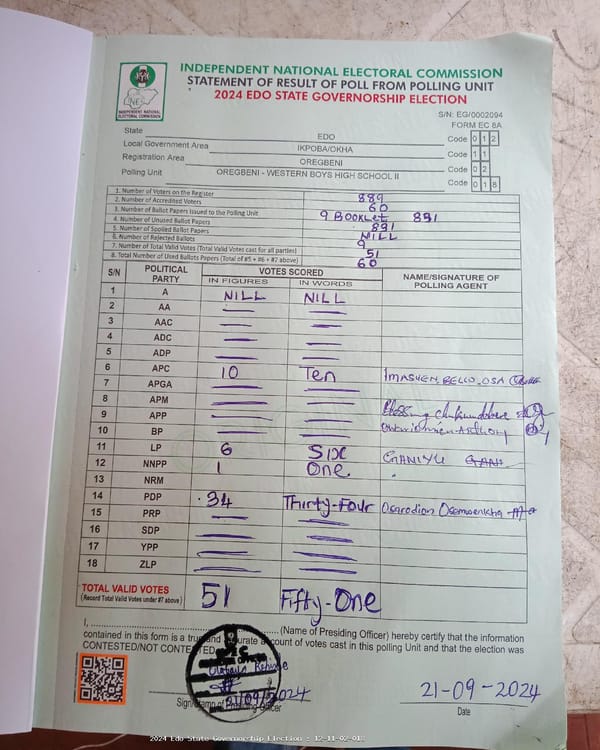 INDEPENDENT NATIONAL ELECTORAL COMMISSION
STATEMENT OF RESULT OF POLL FROM POLLING UNIT
2024 EDO STATE GOVERNORSHIP ELECTION
INDEPENDENT NATIONAL ELECTORAL COMMISSION
S/N: EG/0002094
FORM EC 8A
State EDO Code 0 1 2
Local Government Area IKPOBA/OKHA Code 1 1
Registration Area OREGBENI Code 0 2
Polling Unit OREGBENI - WESTERN BOYS HIGH SCHOOL II Code 0 1 8
1. Number of Voters on the Register 889
2. Number of Accredited Voters 60
3. Number of Ballot Papers Issued to the Polling Unit 9 BOOKLET 891
4. Number of Unused Ballot Papers 831
5. Number of Spoiled Ballot Papers NILL
6. Number of Rejected Ballots 9
7. Number of Total Valid Votes (Total Valid Votes cast for all parties) 51
8. Total Number of Used Ballots Papers (Total of #5 + #6 + #7 above) 60
S/N POLITICAL PARTY VOTES SCORED NAME/SIGNATURE OF POLLING AGENT
IN FIGURES IN WORDS
1 A NILL NILL
2 AA
3 AAC
4 ADC
5 ADP
6 APC 10 Ten IMASUEN, BELLO, OSA
7 APGA
8 APM
9 APP Blessing
10 BP Anthony
11 LP 6 SIX GANIYU
12 NNPP 1 One
13 NRM
14 PDP 34 Thirty-Four
15 PRP Osarodion
16 SDP
17 YPP
18 ZLP
TOTAL VALID VOTES 51 Fifty-One
(Record Total Valid Votes under #7 above)
I, (Name of Presiding Officer) hereby certify that the information
contained in this form is a true and accurate account of votes cast in this polling Unit and that the election was
CONTESTED/NOT CONTESTED.
21/09/2024
21-09-2024
Sign/Stamp of Presiding Officer Date
2024 Edo State Governorship Election : 12-11-02-018